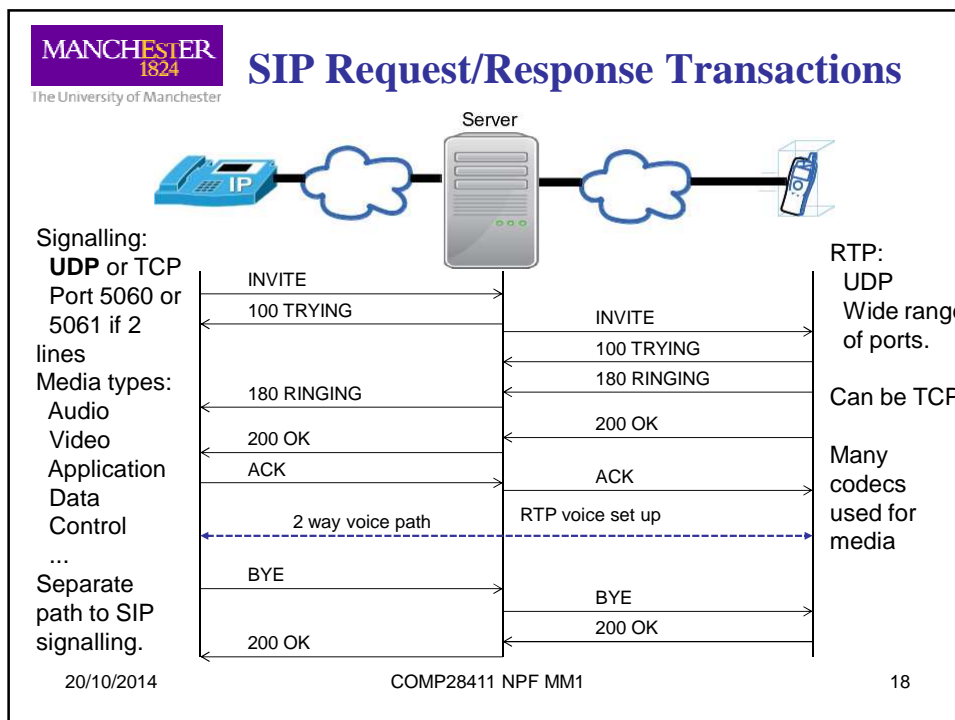 MANCHESTER
1824
The University of Manchester
SIP Request/Response Transactions
Server
IP
Signalling:
UDP or TCP
Port 5060 or
5061 if 2
lines
Media types:
Audio
Video
Application
Data
Control
...
Separate
path to SIP
signalling.
INVITE
100 TRYING
INVITE
100 TRYING
180 RINGING
180 RINGING
200 OK
200 OK
ACK
ACK
2 way voice path
RTP voice set up
BYE
BYE
200 OK
200 OK
RTP:
UDP
Wide range
of ports.
Can be TCP
Many
codecs
used for
media
20/10/2014
COMP28411 NPF MM1
18